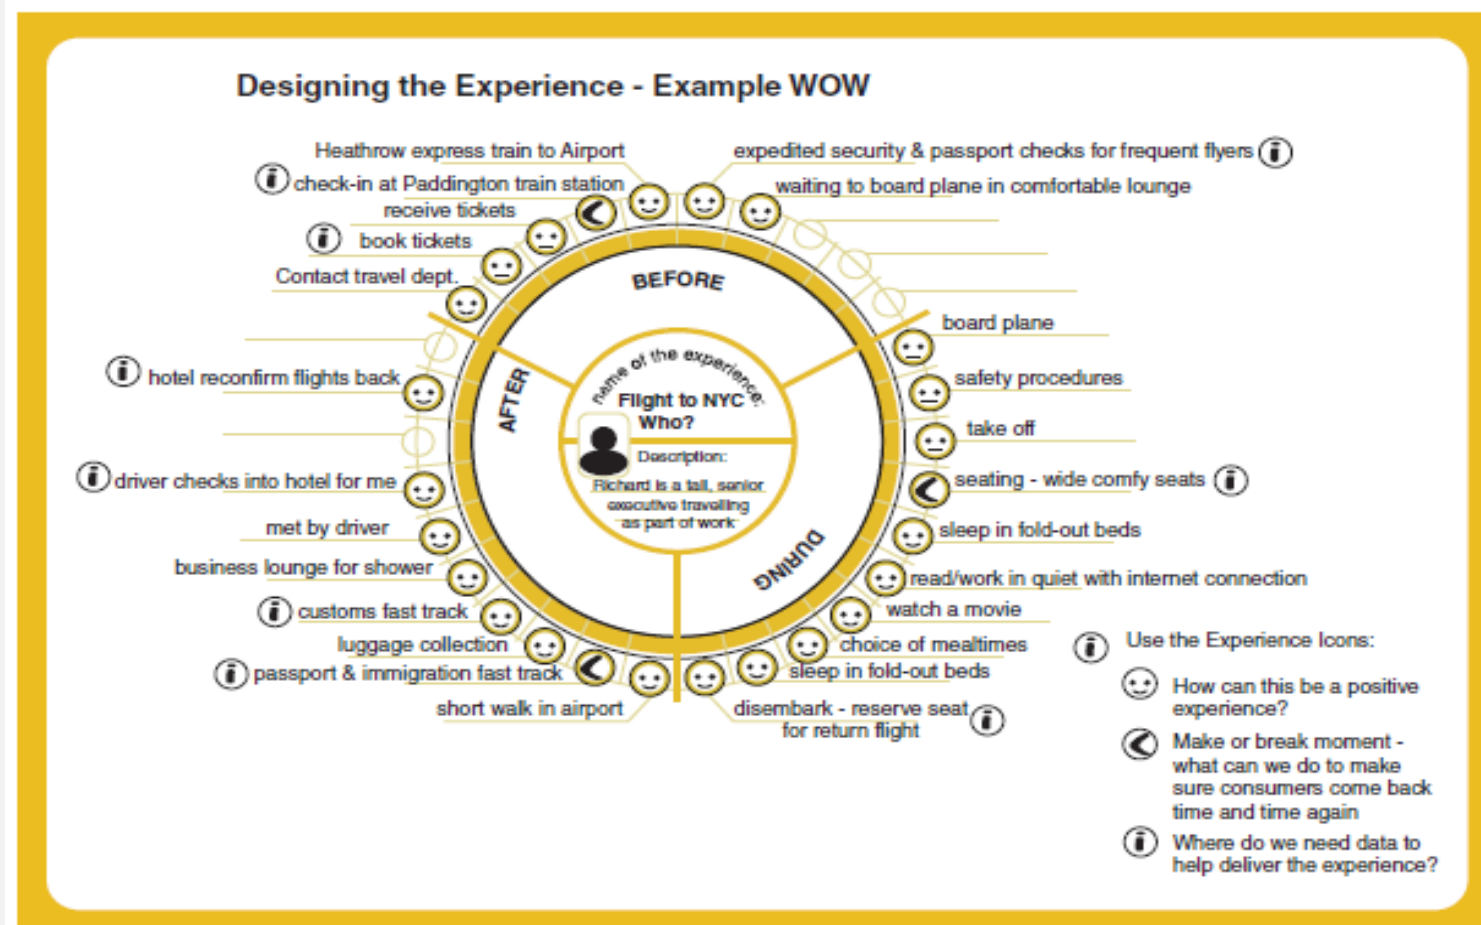 Designing the Experience - Example WOW
Heathrow express train to Airport
check-in at Paddington train station
receive tickets
book tickets
Contact travel dept.
expedited security & passport checks for frequent flyers
waiting to board plane in comfortable lounge
BEFORE
board plane
safety procedures
take off
seating - wide comfy seats
sleep in fold-out beds
read/work in quiet with internet connection
watch a movie
choice of mealtimes
sleep in fold-out beds
disembark - reserve seat
for return flight
DURING
short walk in airport
passport & immigration fast track
luggage collection
customs fast track
business lounge for shower
met by driver
driver checks into hotel for me
hotel reconfirm flights back
AFTER
name of the experience:
Flight to NYC
Who?
Description:
Richard is a tall, senior
executive travelling
as part of work
Use the Experience Icons:
How can this be a positive
experience?
Make or break moment -
what can we do to make
sure consumers come back
time and time again
Where do we need data to
help deliver the experience?